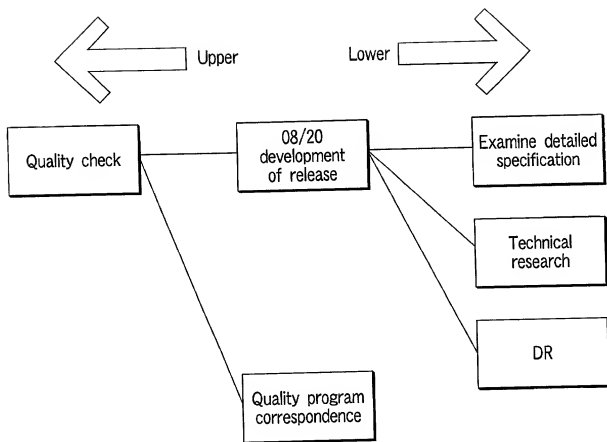 Upper
Lower
Quality check
08/20
development
of release
Examine detailed
specification
Technical
research
DR
Quality program
correspondence